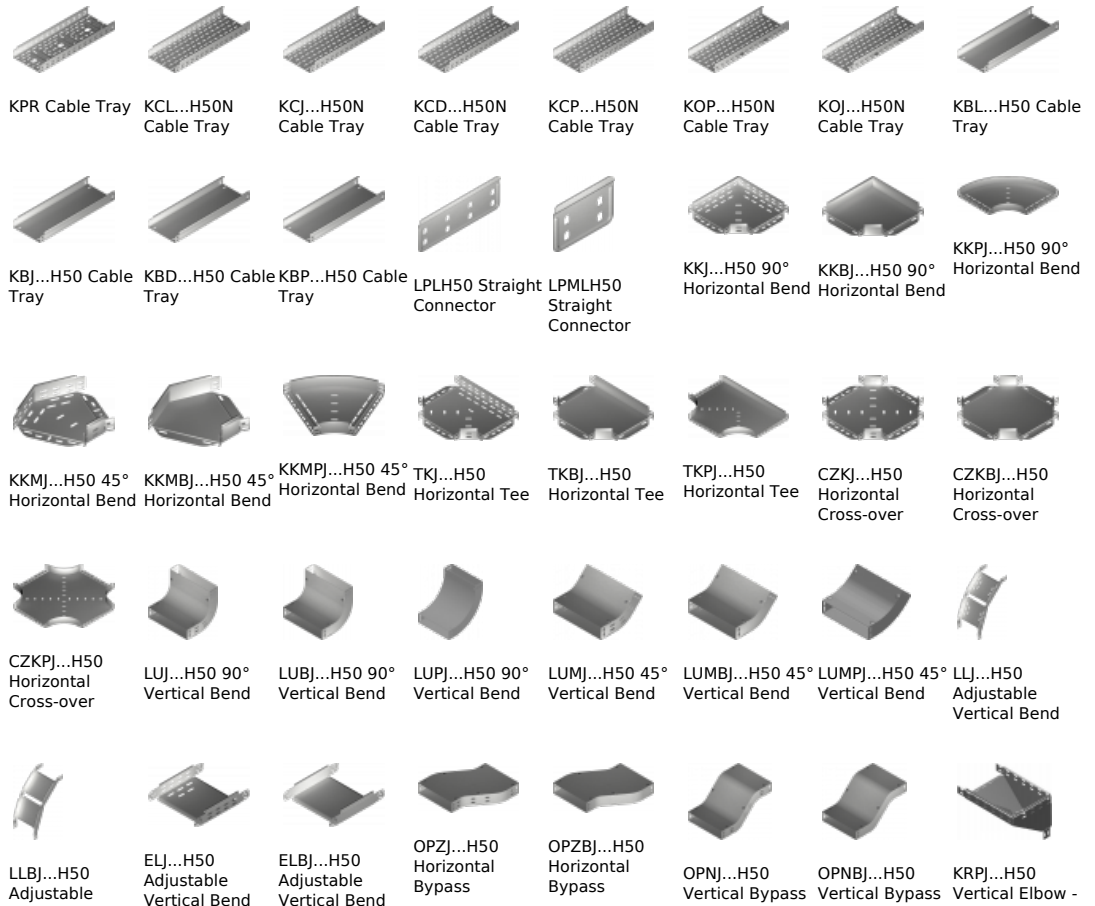 KPR Cable Tray
KCL...H50N
Cable Tray
KCJ...H50N
Cable Tray
KCD...H50N
Cable Tray
KCP...H50N
Cable Tray
KOP...H50N
Cable Tray
KOJ...H50N
Cable Tray
KBL...H50 Cable
Tray
KBJ...H50 Cable
Tray
KBD...H50 Cable
Tray
KBP...H50 Cable
Tray
LPLH50 Straight
Connector
LPMLH50
Straight
Connector
KKJ...H50 90°
Horizontal Bend
KKBJ...H50 90°
Horizontal Bend
KKPJ...H50 90°
Horizontal Bend
KKMJ...H50 45°
Horizontal Bend
KKMBJ...H50 45°
Horizontal Bend
KKMPJ...H50 45°
Horizontal Bend
TKJ...H50
Horizontal Tee
TKBJ...H50
Horizontal Tee
TKPJ...H50
Horizontal Tee
CZKJ...H50
Horizontal
Cross-over
CZKBJ...H50
Horizontal
Cross-over
CZKPJ...H50
Horizontal
Cross-over
LUJ...H50 90°
Vertical Bend
LUBJ...H50 90°
Vertical Bend
LUPJ...H50 90°
Vertical Bend
LUMJ...H50 45°
Vertical Bend
LUMBJ...H50 45°
Vertical Bend
LUMPJ...H50 45°
Vertical Bend
LLJ...H50
Adjustable
Vertical Bend
LLBJ...H50
Adjustable
ELJ...H50
Adjustable
Vertical Bend
ELBJ...H50
Adjustable
Vertical Bend
OPZJ...H50
Horizontal
Bypass
OPZBJ...H50
Horizontal
Bypass
OPNJ...H50
Vertical Bypass
OPNBJ...H50
Vertical Bypass
KRPJ...H50
Vertical Elbow -